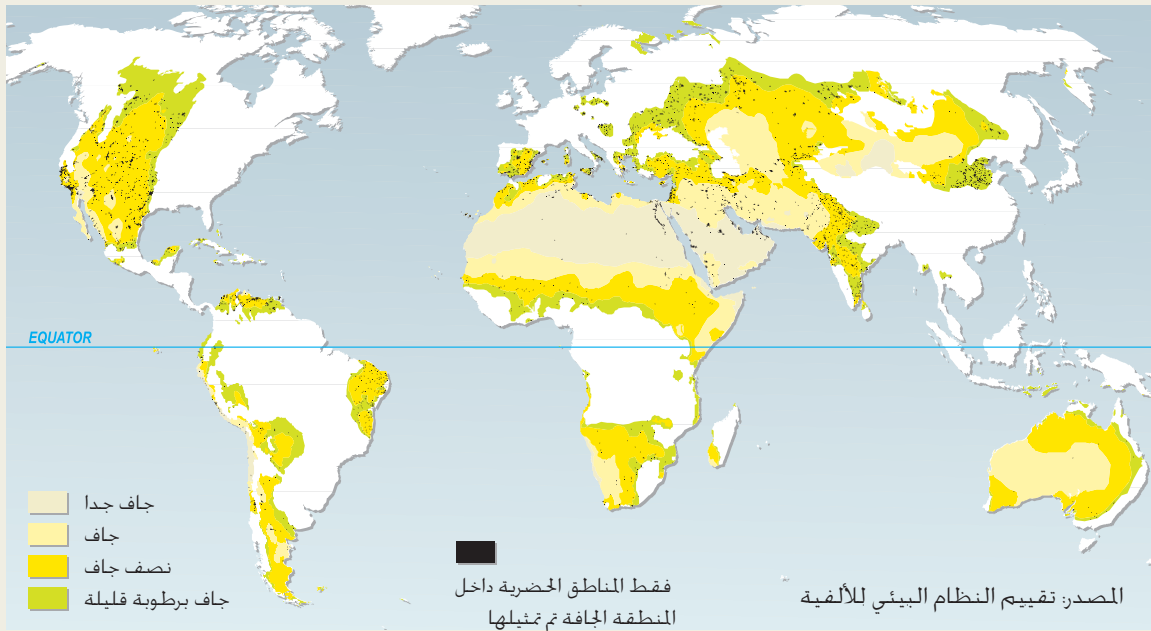 EQUATOR
جاف جدا
جاف
نصف جاف
جاف برطوبة قليلة
فقط المناطق الحضرية داخل
المنطقة الجافة تم تمثيلها
المصدر: تقييم النظام البيئي للألفية